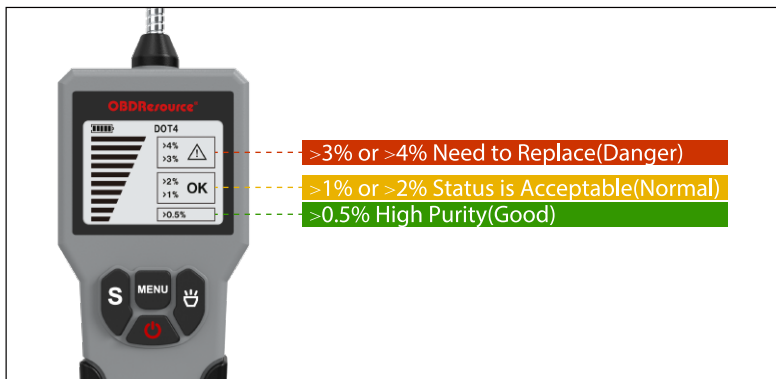 OBDResource®
DOT4
>4%
>3%
>2%
>1%
OK
>0.5%
S
MENU
>3% or >4% Need to Replace(Danger)
>1% or >2% Status is Acceptable(Normal)
>0.5% High Purity(Good)